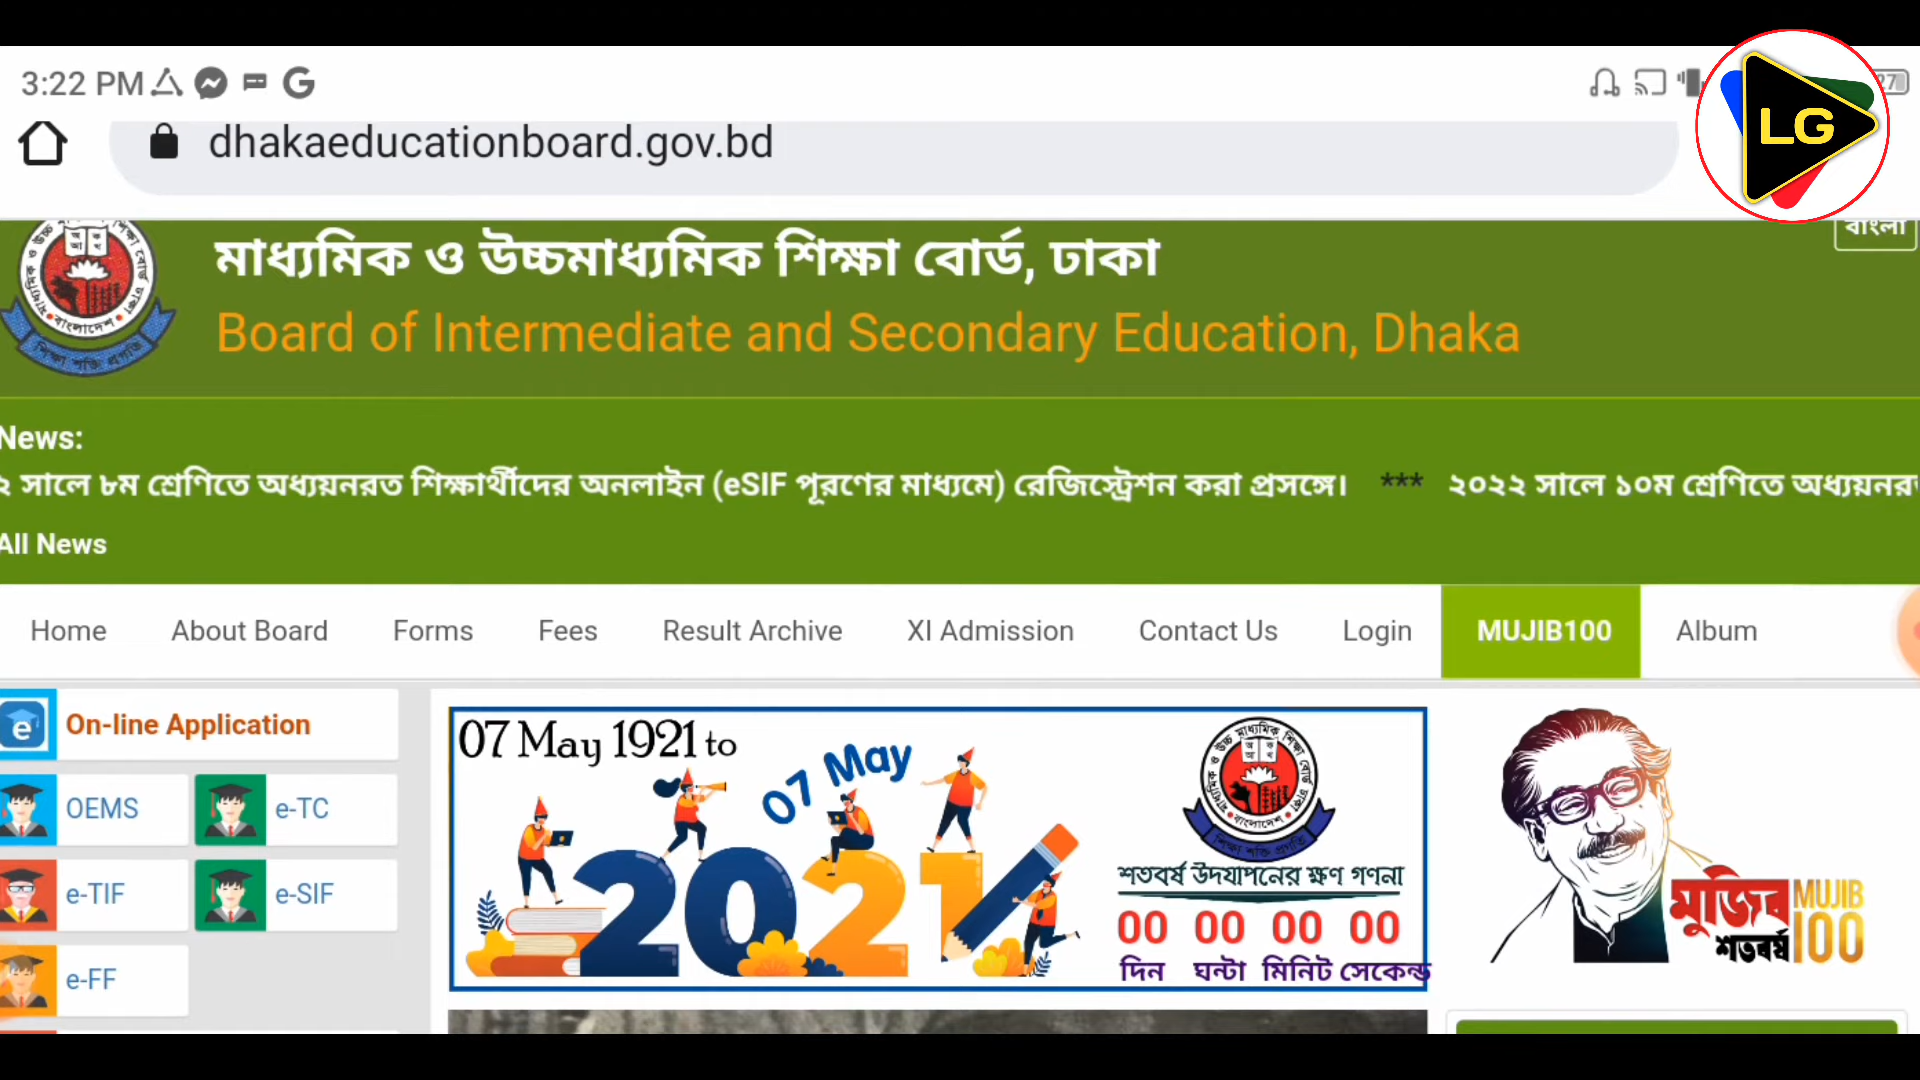 3:22 PM
27
LG
dhakaeducationboard.gov.bd
বাংলা
মাধ্যমিক ও উচ্চমাধ্যমিক শিক্ষা বোর্ড, ঢাকা
Board of Intermediate and Secondary Education, Dhaka
News:
২ সালে ৮ম শ্রেণিতে অধ্যয়নরত শিক্ষার্থীদের অনলাইন (eSIF পূরণের মাধ্যমে) রেজিস্ট্রেশন করা প্রসঙ্গে। *** ২০২২ সালে ১০ম শ্রেণিতে অধ্যয়নর
All News
Home About Board Forms Fees Result Archive XI Admission Contact Us Login MUJIB100 Album
On-line Application
OEMS e-TC
e-TIF e-SIF
e-FF
07 May 1921 to
07 May
2021
শতবর্ষ উদযাপনের ক্ষণ গণনা
00 00 00 00
দিন ঘন্টা মিনিট সেকেন্ড
মুজিব শতবর্ষ
MUJIB 100